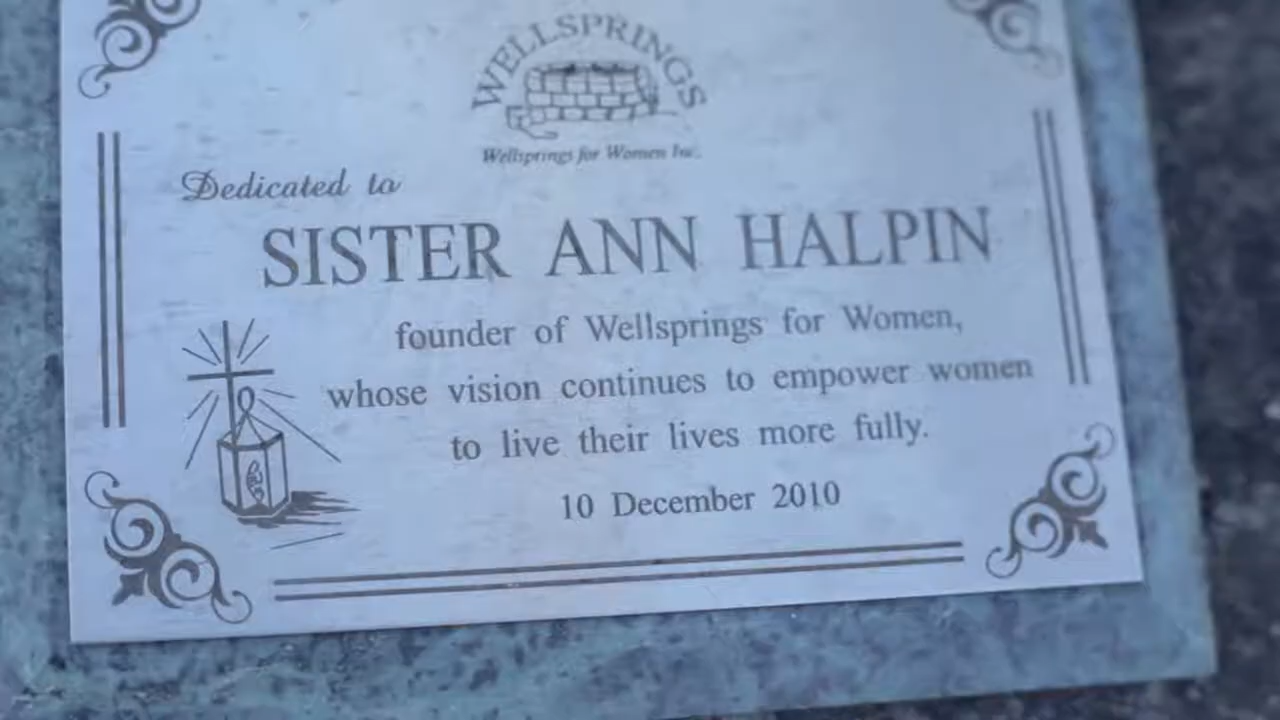 WELLSPRINGS
Wellsprings for Women Inc.
Dedicated to
SISTER ANN HALPIN
founder of Wellsprings for Women,
whose vision continues to empower women
to live their lives more fully.
10 December 2010